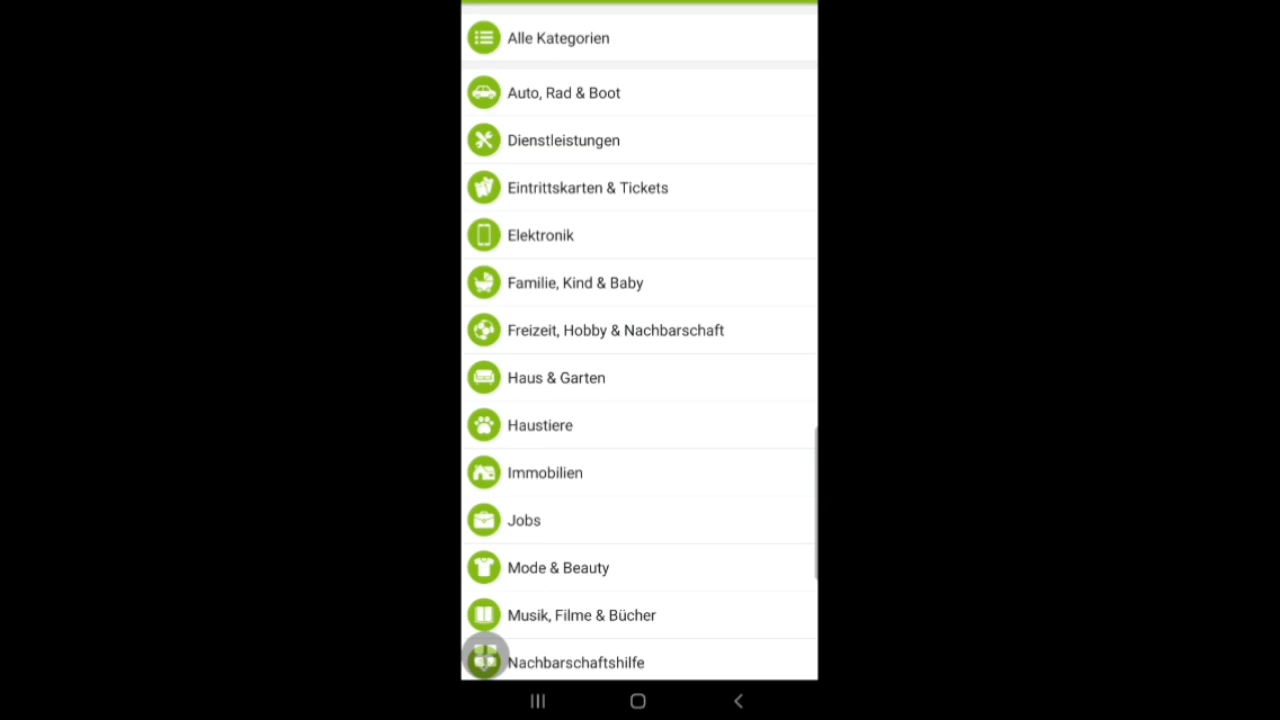 Alle Kategorien
Auto, Rad & Boot
Dienstleistungen
Eintrittskarten & Tickets
Elektronik
Familie, Kind & Baby
Freizeit, Hobby & Nachbarschaft
Haus & Garten
Haustiere
Immobilien
Jobs
Mode & Beauty
Musik, Filme & Bücher
Nachbarschaftshilfe